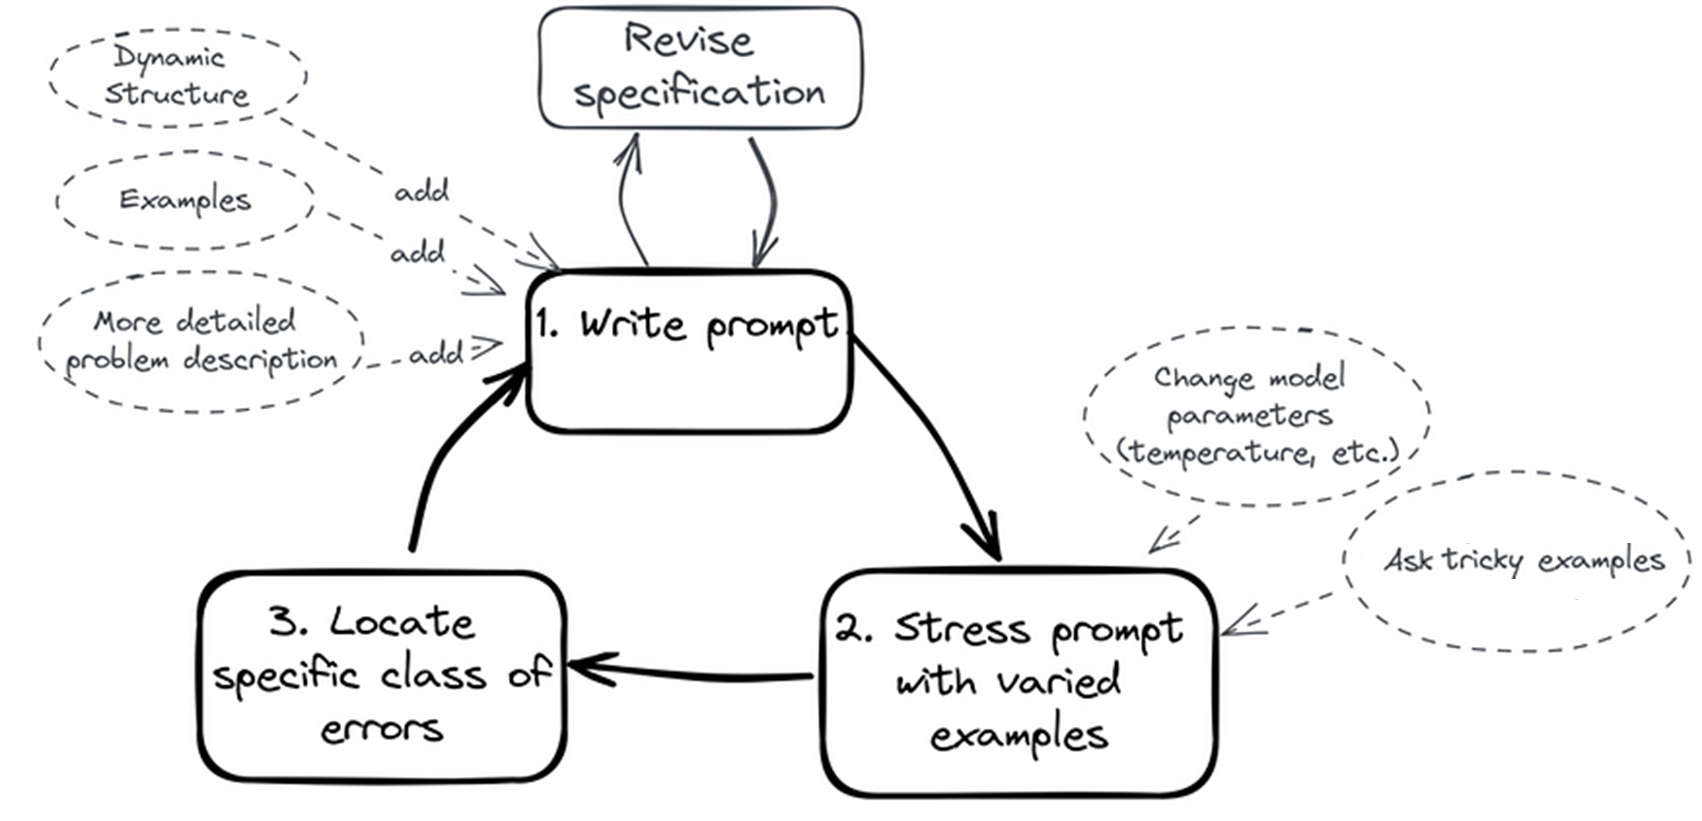 Dynamic
Structure
Revise
specification
Examples
add
add
More detailed
problem description
add
1. Write prompt
Change model
parameters
(temperature, etc.)
Ask tricky examples
3. Locate
specific class of
errors
2. Stress prompt
with varied
examples